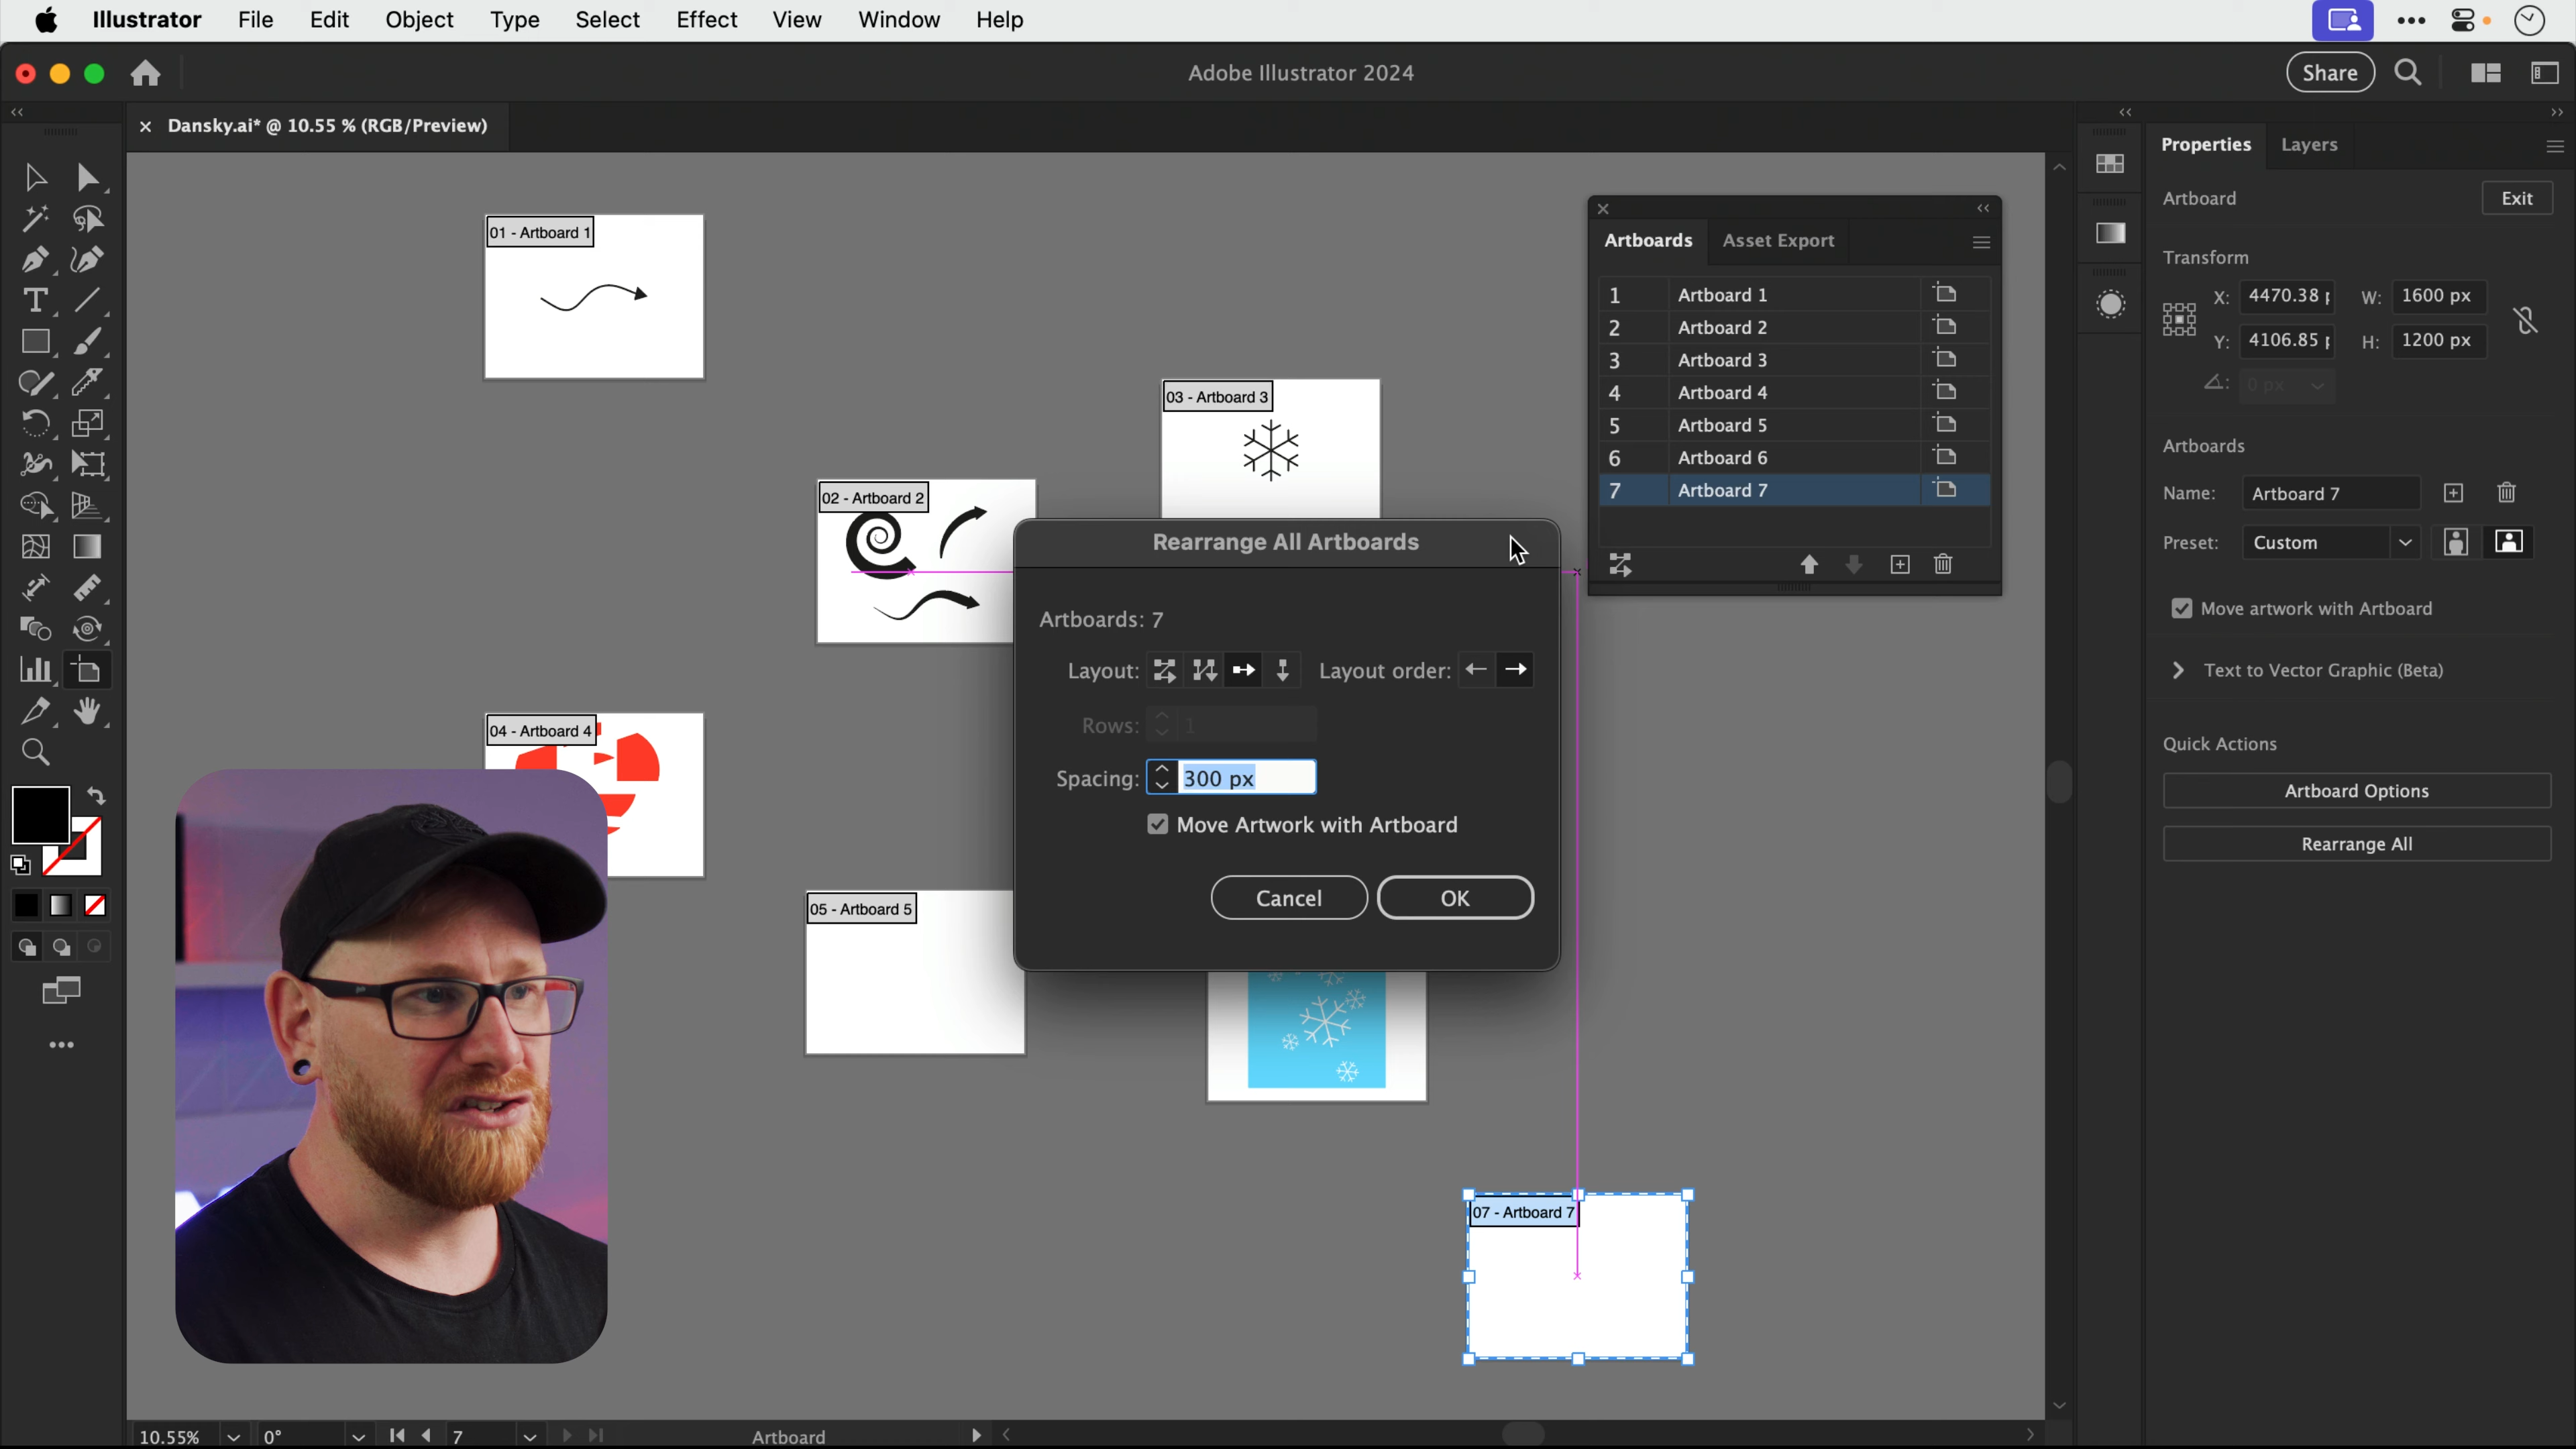 Illustrator File Edit Object Type Select Effect View Window Help
Adobe Illustrator 2024
Share
Dansky.ai* @ 10.55 % (RGB/Preview)
01 - Artboard 1
02 - Artboard 2
03 - Artboard 3
04 - Artboard 4
05 - Artboard 5
07 - Artboard 7
Artboards Asset Export
1 Artboard 1
2 Artboard 2
3 Artboard 3
4 Artboard 4
5 Artboard 5
6 Artboard 6
7 Artboard 7
Rearrange All Artboards
Artboards: 7
Layout: Layout order:
Rows: 1
Spacing: 300 px
Move Artwork with Artboard
Cancel OK
Properties Layers
Artboard Exit
Transform
X: 4470.38 W: 1600 px
Y: 4106.85 H: 1200 px
0 px
Artboards
Name: Artboard 7
Preset: Custom
Move artwork with Artboard
Text to Vector Graphic (Beta)
Quick Actions
Artboard Options
Rearrange All
10.55% 0° 7 Artboard